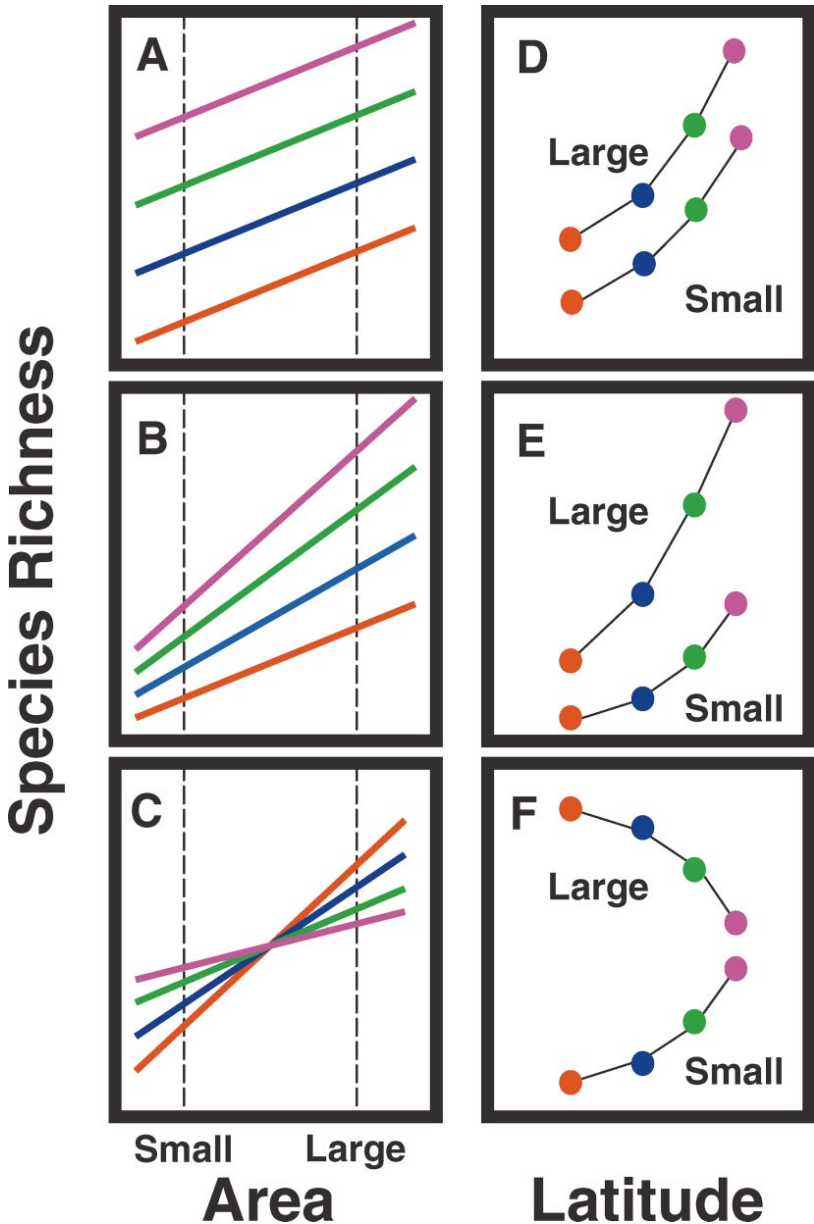 Species Richness
A
D
Large
Small
B
E
Large
Small
C
F
Large
Small
Small Large
Area
Latitude